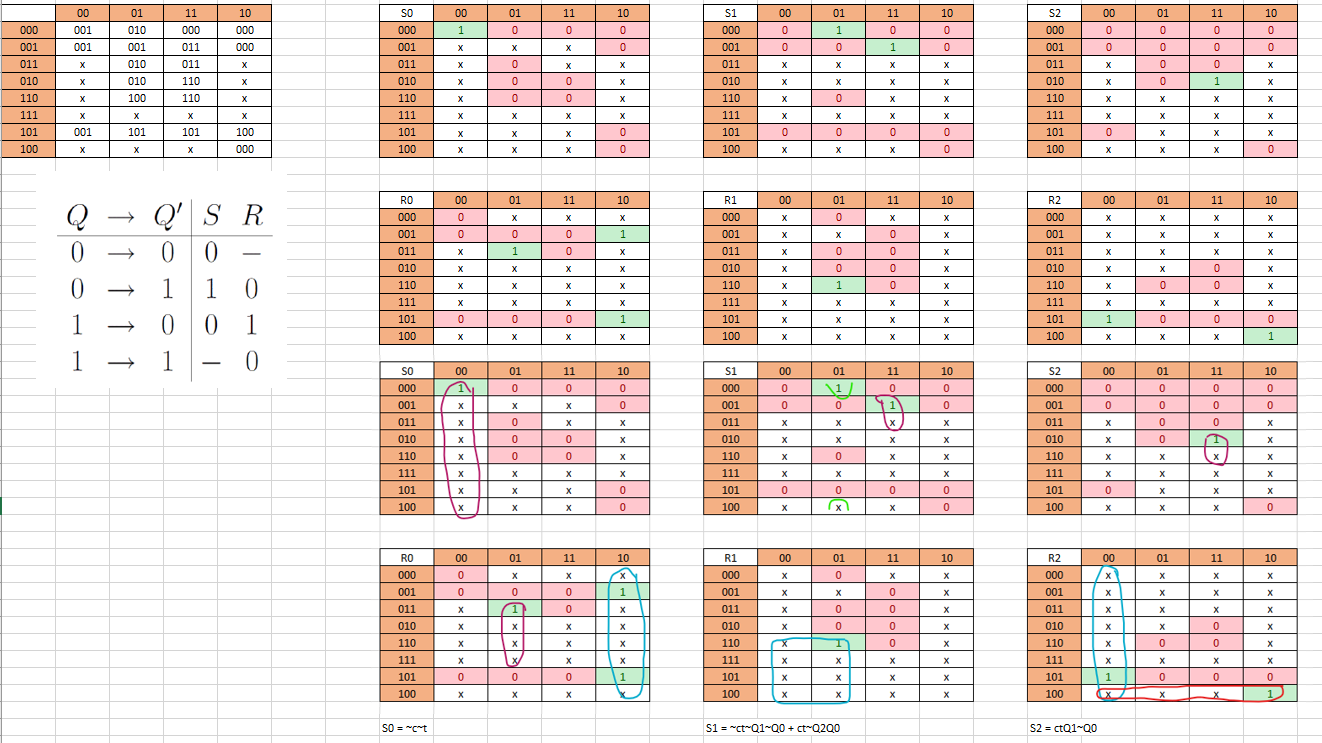 00 01 11 10
000 001 010 000 000
001 001 001 011 000
011 x 010 011 x
010 x 010 110 x
110 x 100 110 x
111 x x x x
101 001 101 101 100
100 x x x 000
S0 00 01 11 10
000 1 0 0 0
001 x x x 0
011 x 0 x x
010 x 0 0 x
110 x 0 0 x
111 x x x x
101 x x x 0
100 x x x 0
S1 00 01 11 10
000 0 1 0 0
001 0 0 1 0
011 x x x x
010 x x x x
110 x 0 x x
111 x x x x
101 0 0 0 0
100 x x x 0
S2 00 01 11 10
000 0 0 0 0
001 0 0 0 0
011 x 0 0 x
010 x 0 1 x
110 x x x x
111 x x x x
101 0 x x x
100 x x x 0
Q → Q′ S R
0 → 0 0 −
0 → 1 1 0
1 → 0 0 1
1 → 1 − 0
R0 00 01 11 10
000 0 x x x
001 0 0 0 1
011 x 1 0 x
010 x x x x
110 x x x x
111 x x x x
101 0 0 0 1
100 x x x x
R1 00 01 11 10
000 x 0 x x
001 x x 0 x
011 x 0 0 x
010 x 0 0 x
110 x 1 0 x
111 x x x x
101 x x x x
100 x x x x
R2 00 01 11 10
000 x x x x
001 x x x x
011 x x x x
010 x x 0 x
110 x 0 0 x
111 x x x x
101 1 0 0 0
100 x x x 1
S0 00 01 11 10
000 1 0 0 0
001 x x x 0
011 x 0 x x
010 x 0 0 x
110 x 0 0 x
111 x x x x
101 x x x 0
100 x x x 0
S1 00 01 11 10
000 0 1 0 0
001 0 0 1 0
011 x x x x
010 x x x x
110 x 0 x x
111 x x x x
101 0 0 0 0
100 x x x 0
S2 00 01 11 10
000 0 0 0 0
001 0 0 0 0
011 x 0 0 x
010 x 0 1 x
110 x x x x
111 x x x x
101 0 x x x
100 x x x 0
R0 00 01 11 10
000 0 x x x
001 0 0 0 1
011 x 1 0 x
010 x x x x
110 x x x x
111 x x x x
101 0 0 0 1
100 x x x x
R1 00 01 11 10
000 x 0 x x
001 x x 0 x
011 x 0 0 x
010 x 0 0 x
110 x 1 0 x
111 x x x x
101 x x x x
100 x x x x
R2 00 01 11 10
000 x x x x
001 x x x x
011 x x x x
010 x x 0 x
110 x 0 0 x
111 x x x x
101 1 0 0 0
100 x x x 1
S0 = ~c~t
S1 = ~ct~Q1~Q0 + ct~Q2Q0
S2 = ctQ1~Q0